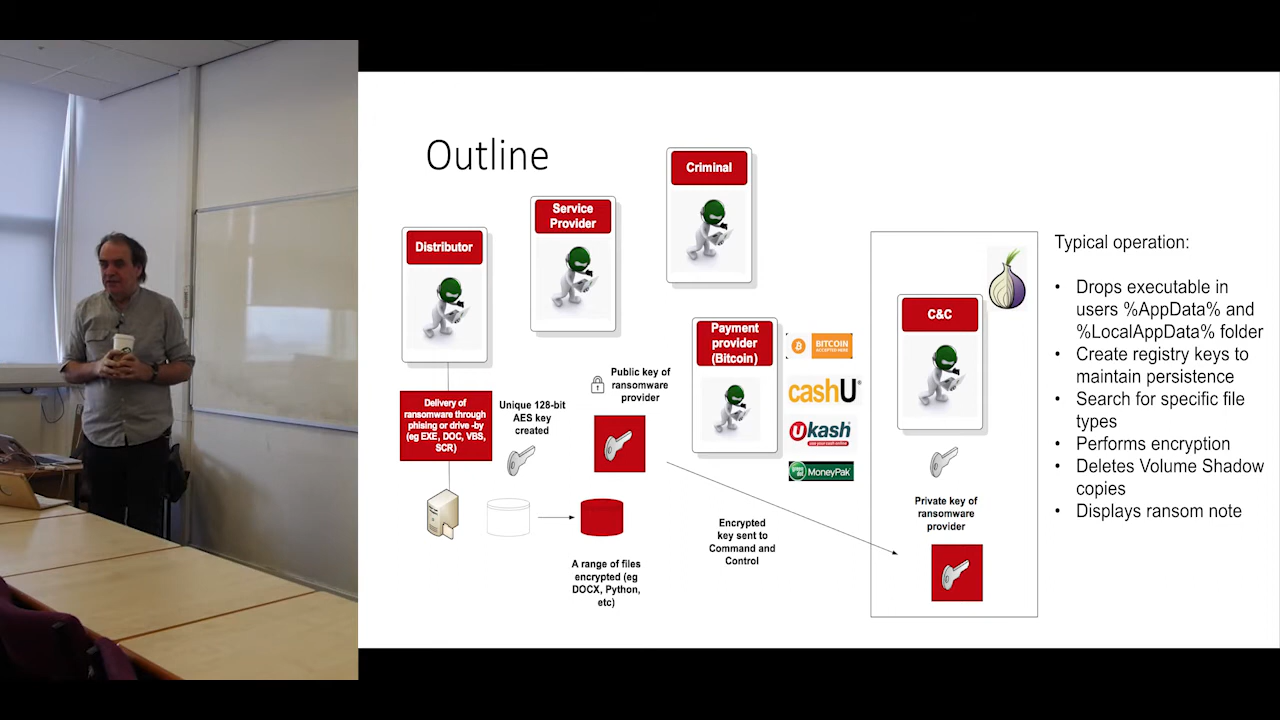 Outline
Criminal
Service
Provider
Distributor
Delivery of
ransomware through
phising or drive -by
(eg EXE, DOC, VBS,
SCR)
Unique 128-bit
AES key
created
Public key of
ransomware
provider
A range of files
encrypted (eg
DOCX, Python,
etc)
Payment
provider
(Bitcoin)
BITCOIN
ACCEPTED HERE
cashU®
Ukash
MoneyPak
Encrypted
key sent to
Command and
Control
C&C
Private key of
ransomware
provider
Typical operation:
• Drops executable in
users %AppData% and
%LocalAppData% folder
• Create registry keys to
maintain persistence
• Search for specific file
types
• Performs encryption
• Deletes Volume Shadow
copies
• Displays ransom note